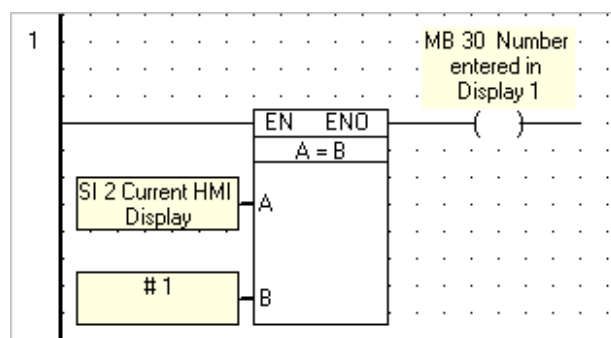 1
MB 30 Number
entered in
Display 1
EN ENO
A = B
SI 2 Current HMI
Display
A
# 1
B